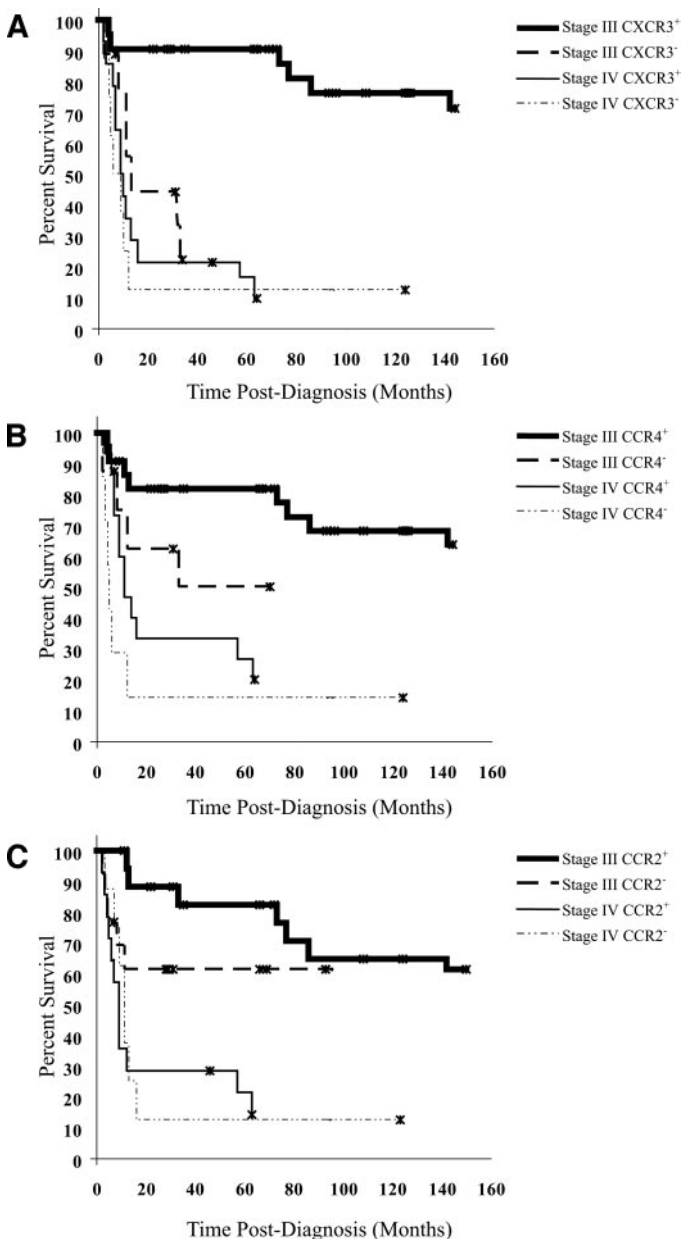 A
Percent Survival
100
90
80
70
60
50
40
30
20
10
0
0 20 40 60 80 100 120 140 160
Time Post-Diagnosis (Months)
Stage III CXCR3+
Stage III CXCR3-
Stage IV CXCR3+
Stage IV CXCR3-
B
Percent Survival
100
90
80
70
60
50
40
30
20
10
0
0 20 40 60 80 100 120 140 160
Time Post-Diagnosis (Months)
Stage III CCR4+
Stage III CCR4-
Stage IV CCR4+
Stage IV CCR4-
C
Percent Survival
100
90
80
70
60
50
40
30
20
10
0
0 20 40 60 80 100 120 140 160
Time Post-Diagnosis (Months)
Stage III CCR2+
Stage III CCR2-
Stage IV CCR2+
Stage IV CCR2-